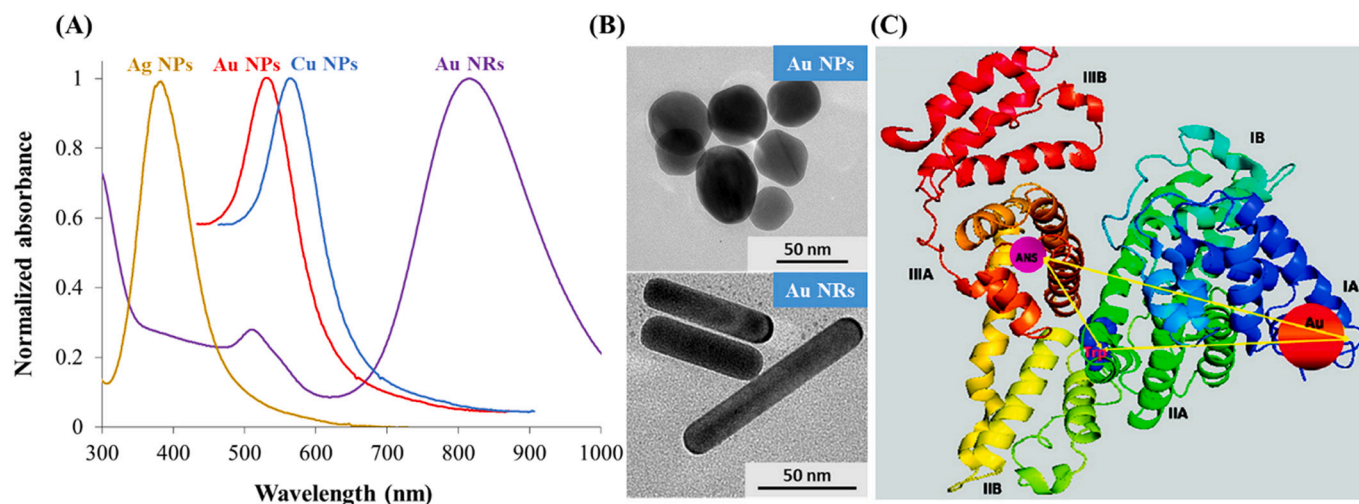 (A)
Ag NPs
Au NPs
Cu NPs
Au NRs
Normalized absorbance
1
0.8
0.6
0.4
0.2
0
300
400
500
600
700
800
900
1000
Wavelength (nm)
(B)
Au NPs
50 nm
Au NRs
50 nm
(C)
IIIB
IB
ANS
IIIA
IA
Au
Trp
IIA
IIB